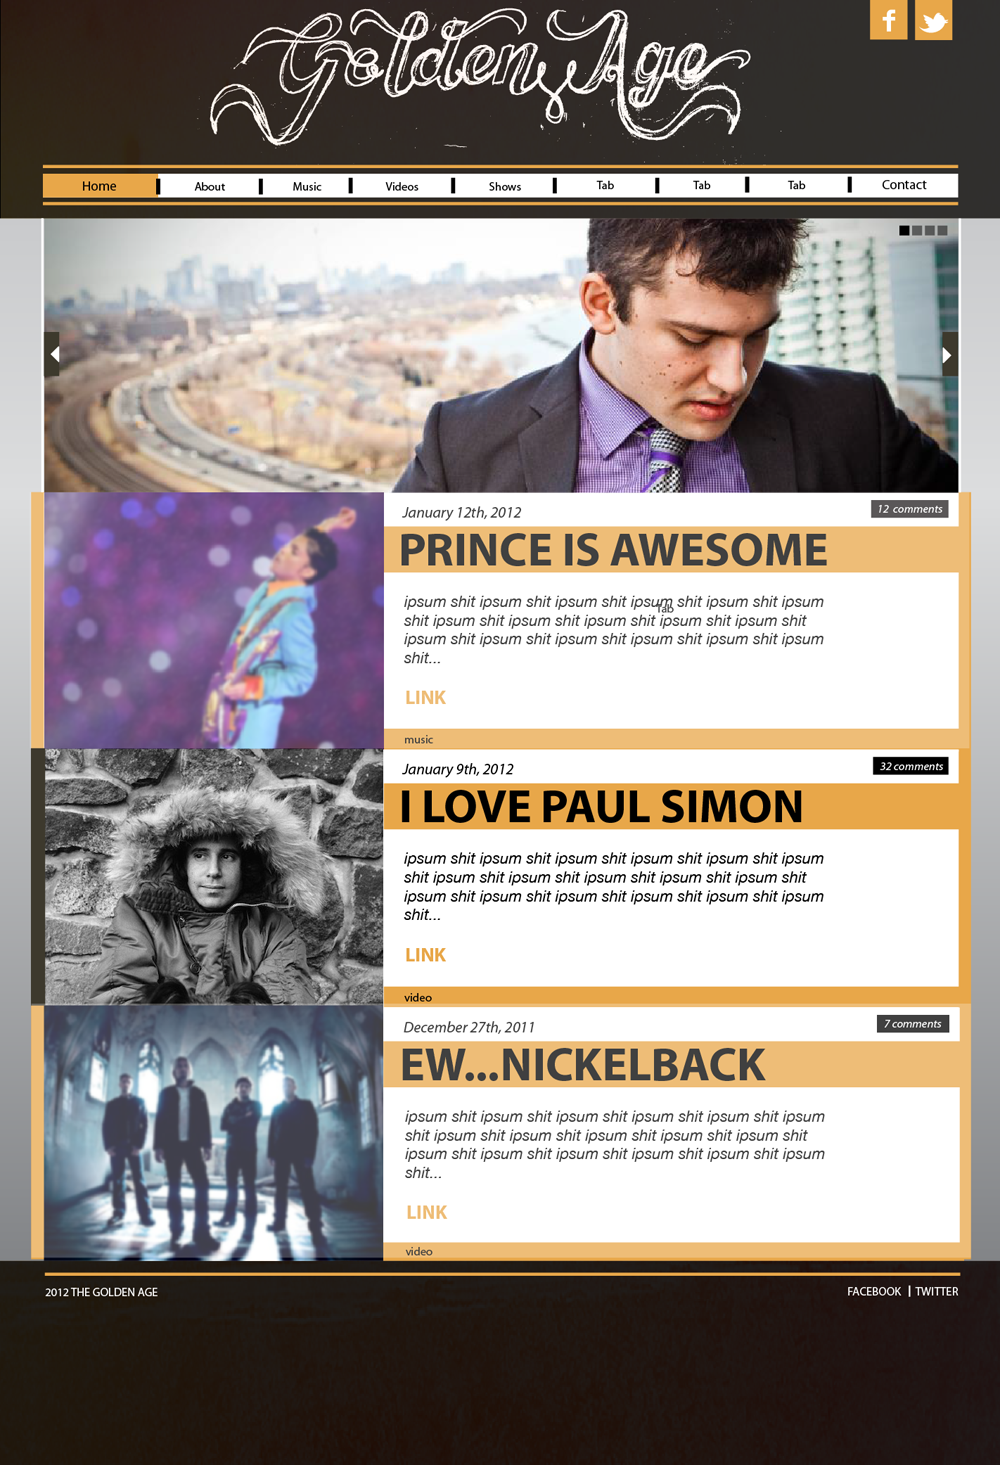 Golden Age
Home About Music Videos Shows Tab Tab Tab Contact
January 12th, 2012
12 comments
PRINCE IS AWESOME
ipsum shit ipsum shit ipsum shit ipsum shit ipsum shit ipsum
Tab
shit ipsum shit ipsum shit ipsum shit ipsum shit ipsum shit
ipsum shit ipsum shit ipsum shit ipsum shit ipsum shit ipsum
shit...
LINK
music
January 9th, 2012
32 comments
I LOVE PAUL SIMON
ipsum shit ipsum shit ipsum shit ipsum shit ipsum shit ipsum
shit ipsum shit ipsum shit ipsum shit ipsum shit ipsum shit
ipsum shit ipsum shit ipsum shit ipsum shit ipsum shit ipsum
shit...
LINK
video
December 27th, 2011
7 comments
EW...NICKELBACK
ipsum shit ipsum shit ipsum shit ipsum shit ipsum shit ipsum
shit ipsum shit ipsum shit ipsum shit ipsum shit ipsum shit
ipsum shit ipsum shit ipsum shit ipsum shit ipsum shit ipsum
shit...
LINK
video
2012 THE GOLDEN AGE
FACEBOOK | TWITTER